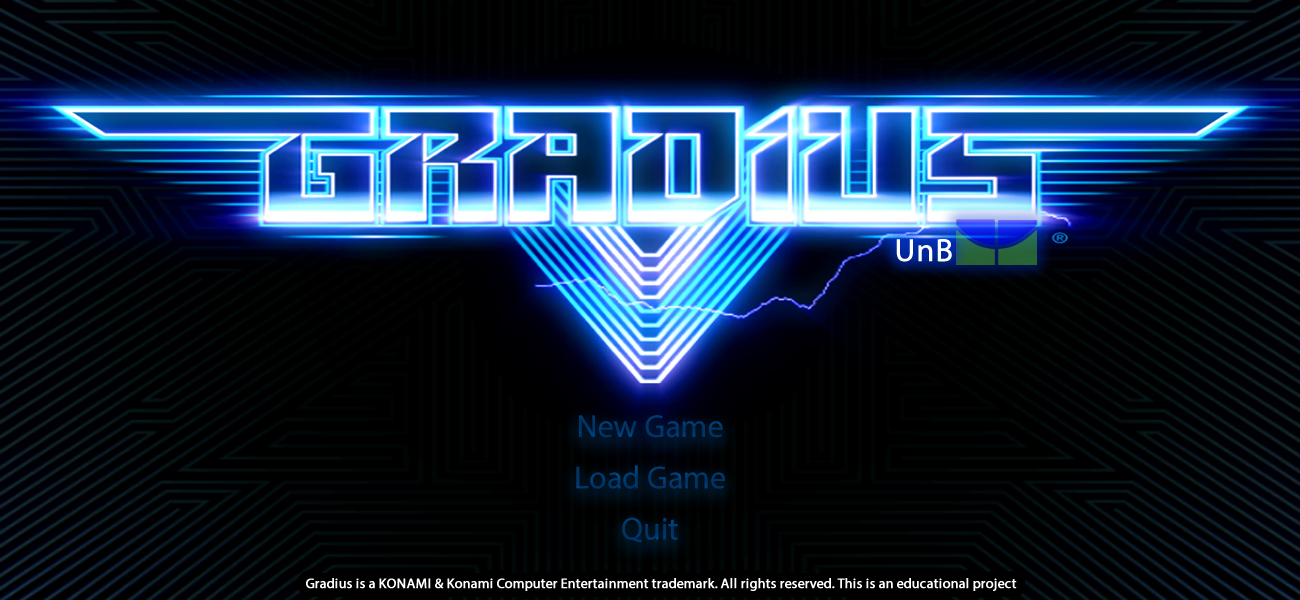 GRADIUS
UnB ®
New Game
Load Game
Quit
Gradius is a KONAMI & Konami Computer Entertainment trademark. All rights reserved. This is an educational project